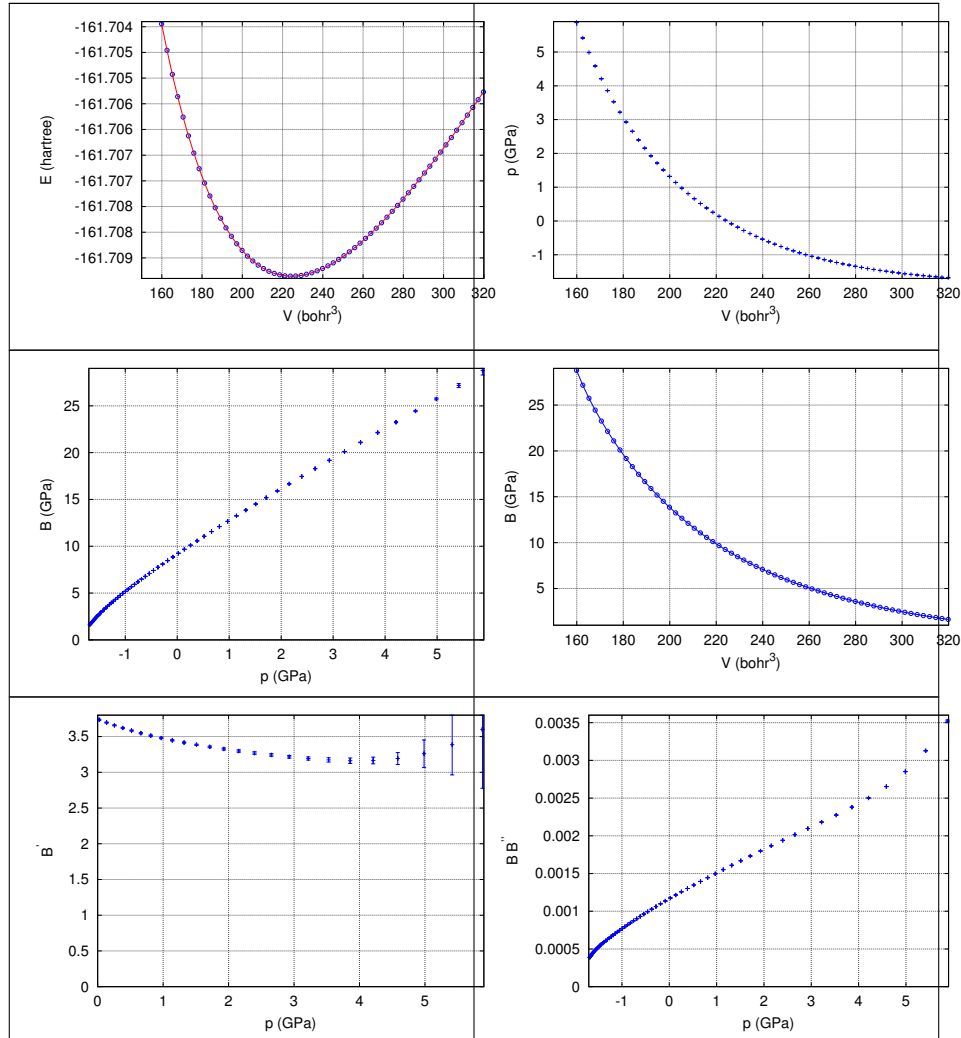 -161.704
-161.705
-161.705
-161.706
-161.706
-161.707
-161.707
-161.708
-161.708
-161.709
E (hartree)
160 180 200 220 240 260 280 300 320
V (bohr³)
5
4
3
2
1
0
-1
p (GPa)
160 180 200 220 240 260 280 300 320
V (bohr³)
25
20
15
10
5
0
B (GPa)
-1 0 1 2 3 4 5
p (GPa)
25
20
15
10
5
B (GPa)
160 180 200 220 240 260 280 300 320
V (bohr³)
3.5
3
2.5
2
1.5
1
0.5
0
B'
0 1 2 3 4 5
p (GPa)
0.0035
0.003
0.0025
0.002
0.0015
0.001
0.0005
0
B B''
-1 0 1 2 3 4 5
p (GPa)